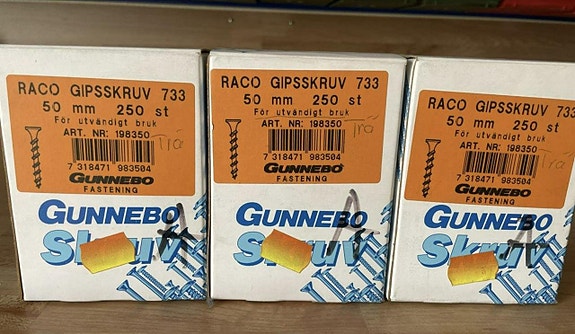 RACO GIPSSKRUV 733
50 mm 250 st
För utvändigt bruk
ART. NR: 198350
Trä
7 318471 983504
GUNNEBO
FASTENING
GUNNEBO
Skruv
RACO GIPSSKRUV 733
50 mm 250 st
För utvändigt bruk
ART. NR: 198350
Trä
7 318471 983504
GUNNEBO
FASTENING
GUNNEBO
Skruv
RACO GIPSSKRUV 733
50 mm 250 st
För utvändigt bruk
ART. NR: 198350
Trä
7 318471 983504
GUNNEBO
FASTENING
GUNNEBO
Skruv